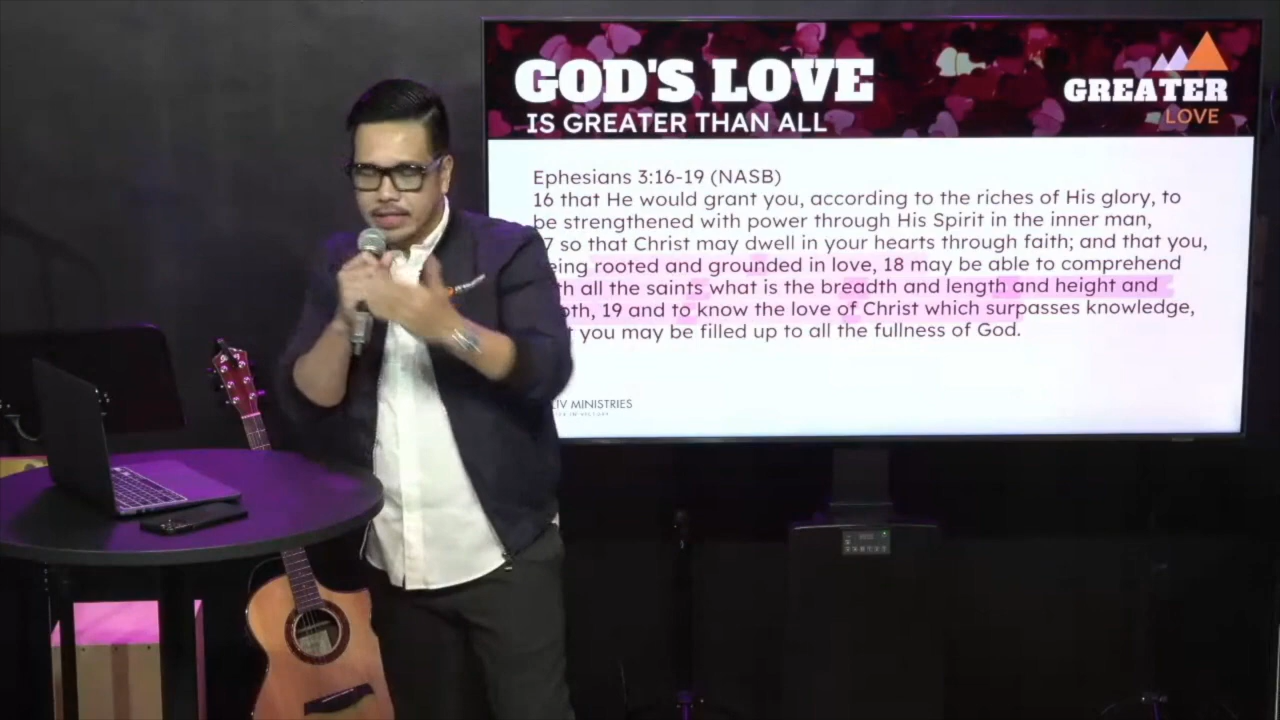 GOD'S LOVE
IS GREATER THAN ALL
GREATER
LOVE
Ephesians 3:16-19 (NASB)
16 that He would grant you, according to the riches of His glory, to
be strengthened with power through His Spirit in the inner man,
so that Christ may dwell in your hearts through faith; and that you,
rooted and grounded in love, 18 may be able to comprehend
all the saints what is the breadth and length and height and
19 and to know the love of Christ which surpasses knowledge,
you may be filled up to all the fullness of God.
MINISTRIES